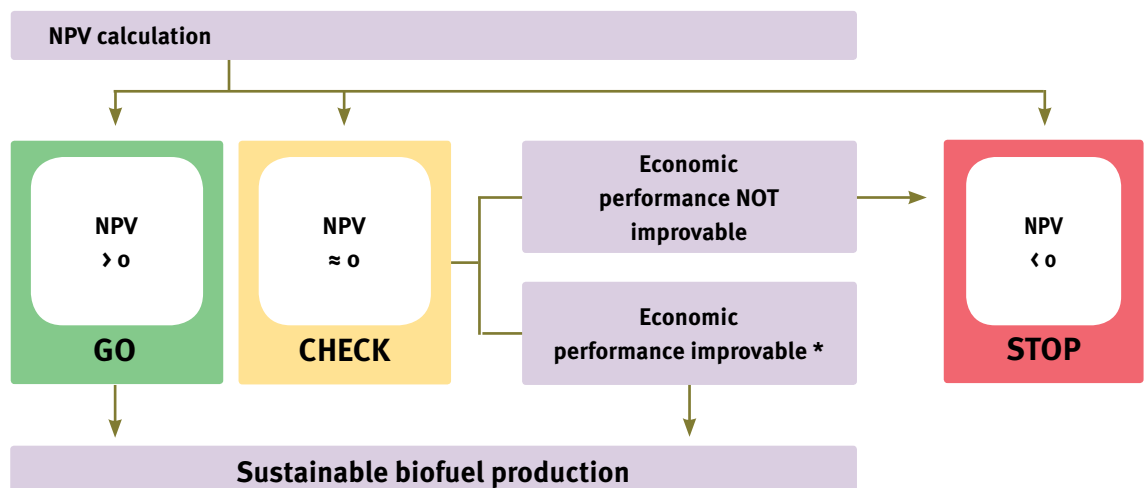 NPV calculation
NPV
> 0
GO
NPV
≈ 0
CHECK
Economic
performance NOT
improvable
Economic
performance improvable *
NPV
< 0
STOP
Sustainable biofuel production